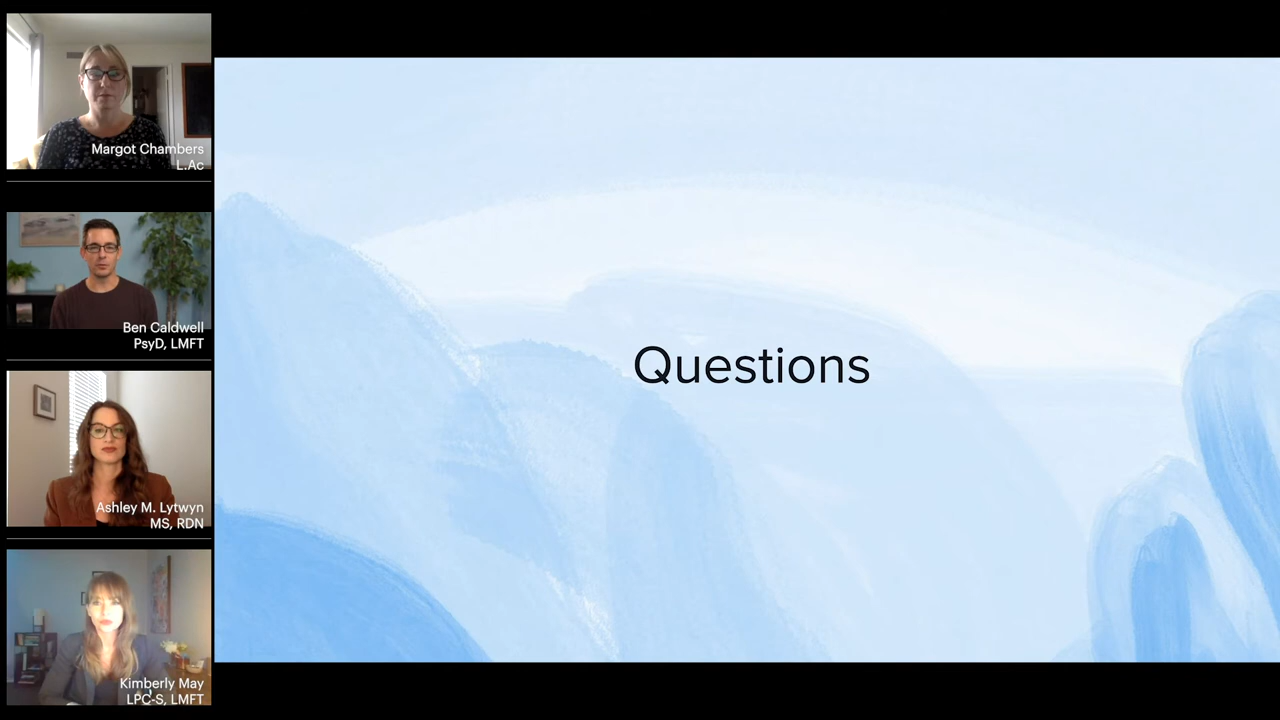 Margot Chambers
L.Ac
Ben Caldwell
PsyD, LMFT
Ashley M. Lytwyn
MS, RDN
Kimberly May
LPC-S, LMFT
Questions